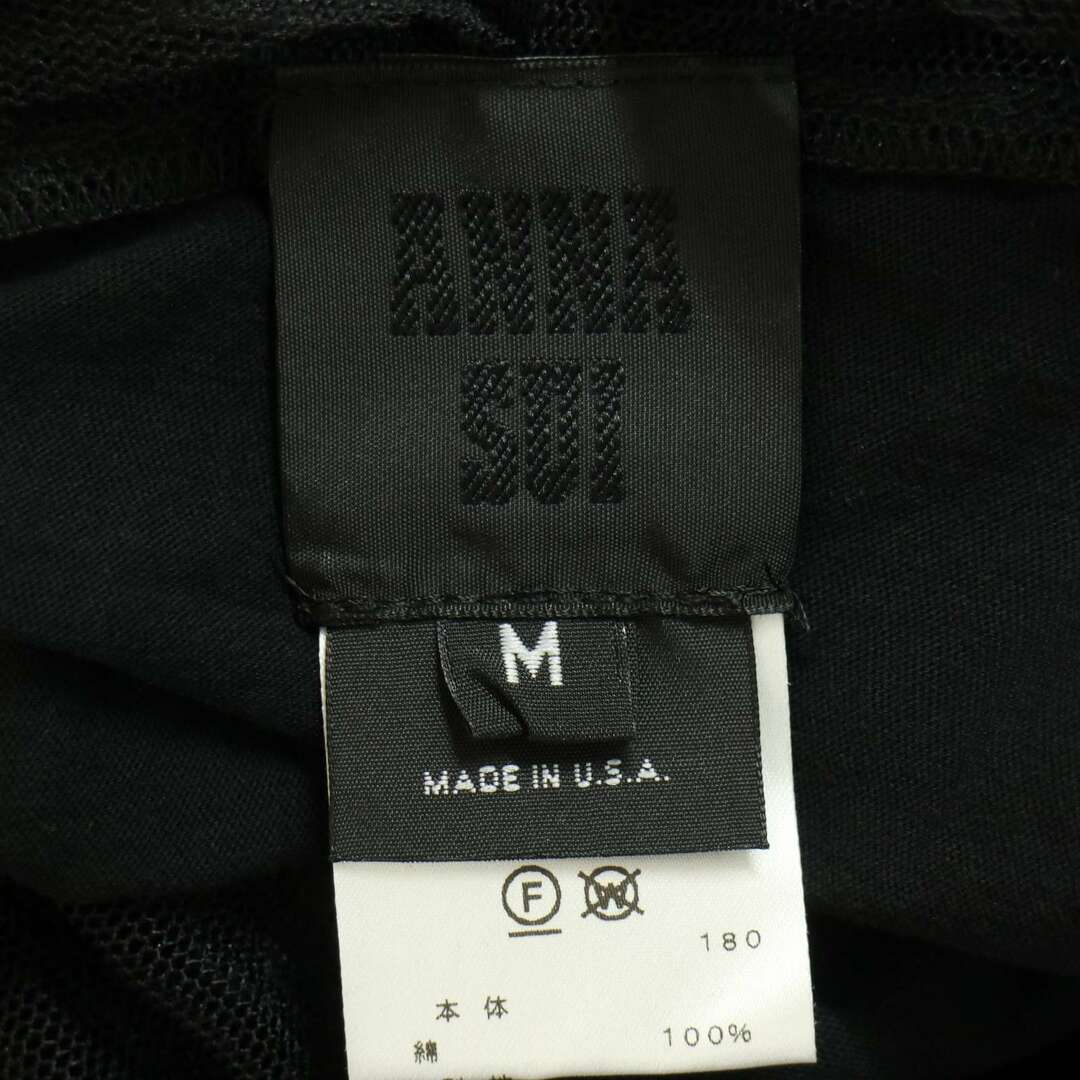 ANNA
SUI
M
MADE IN U.S.A.
F W
180
本体
綿 100%